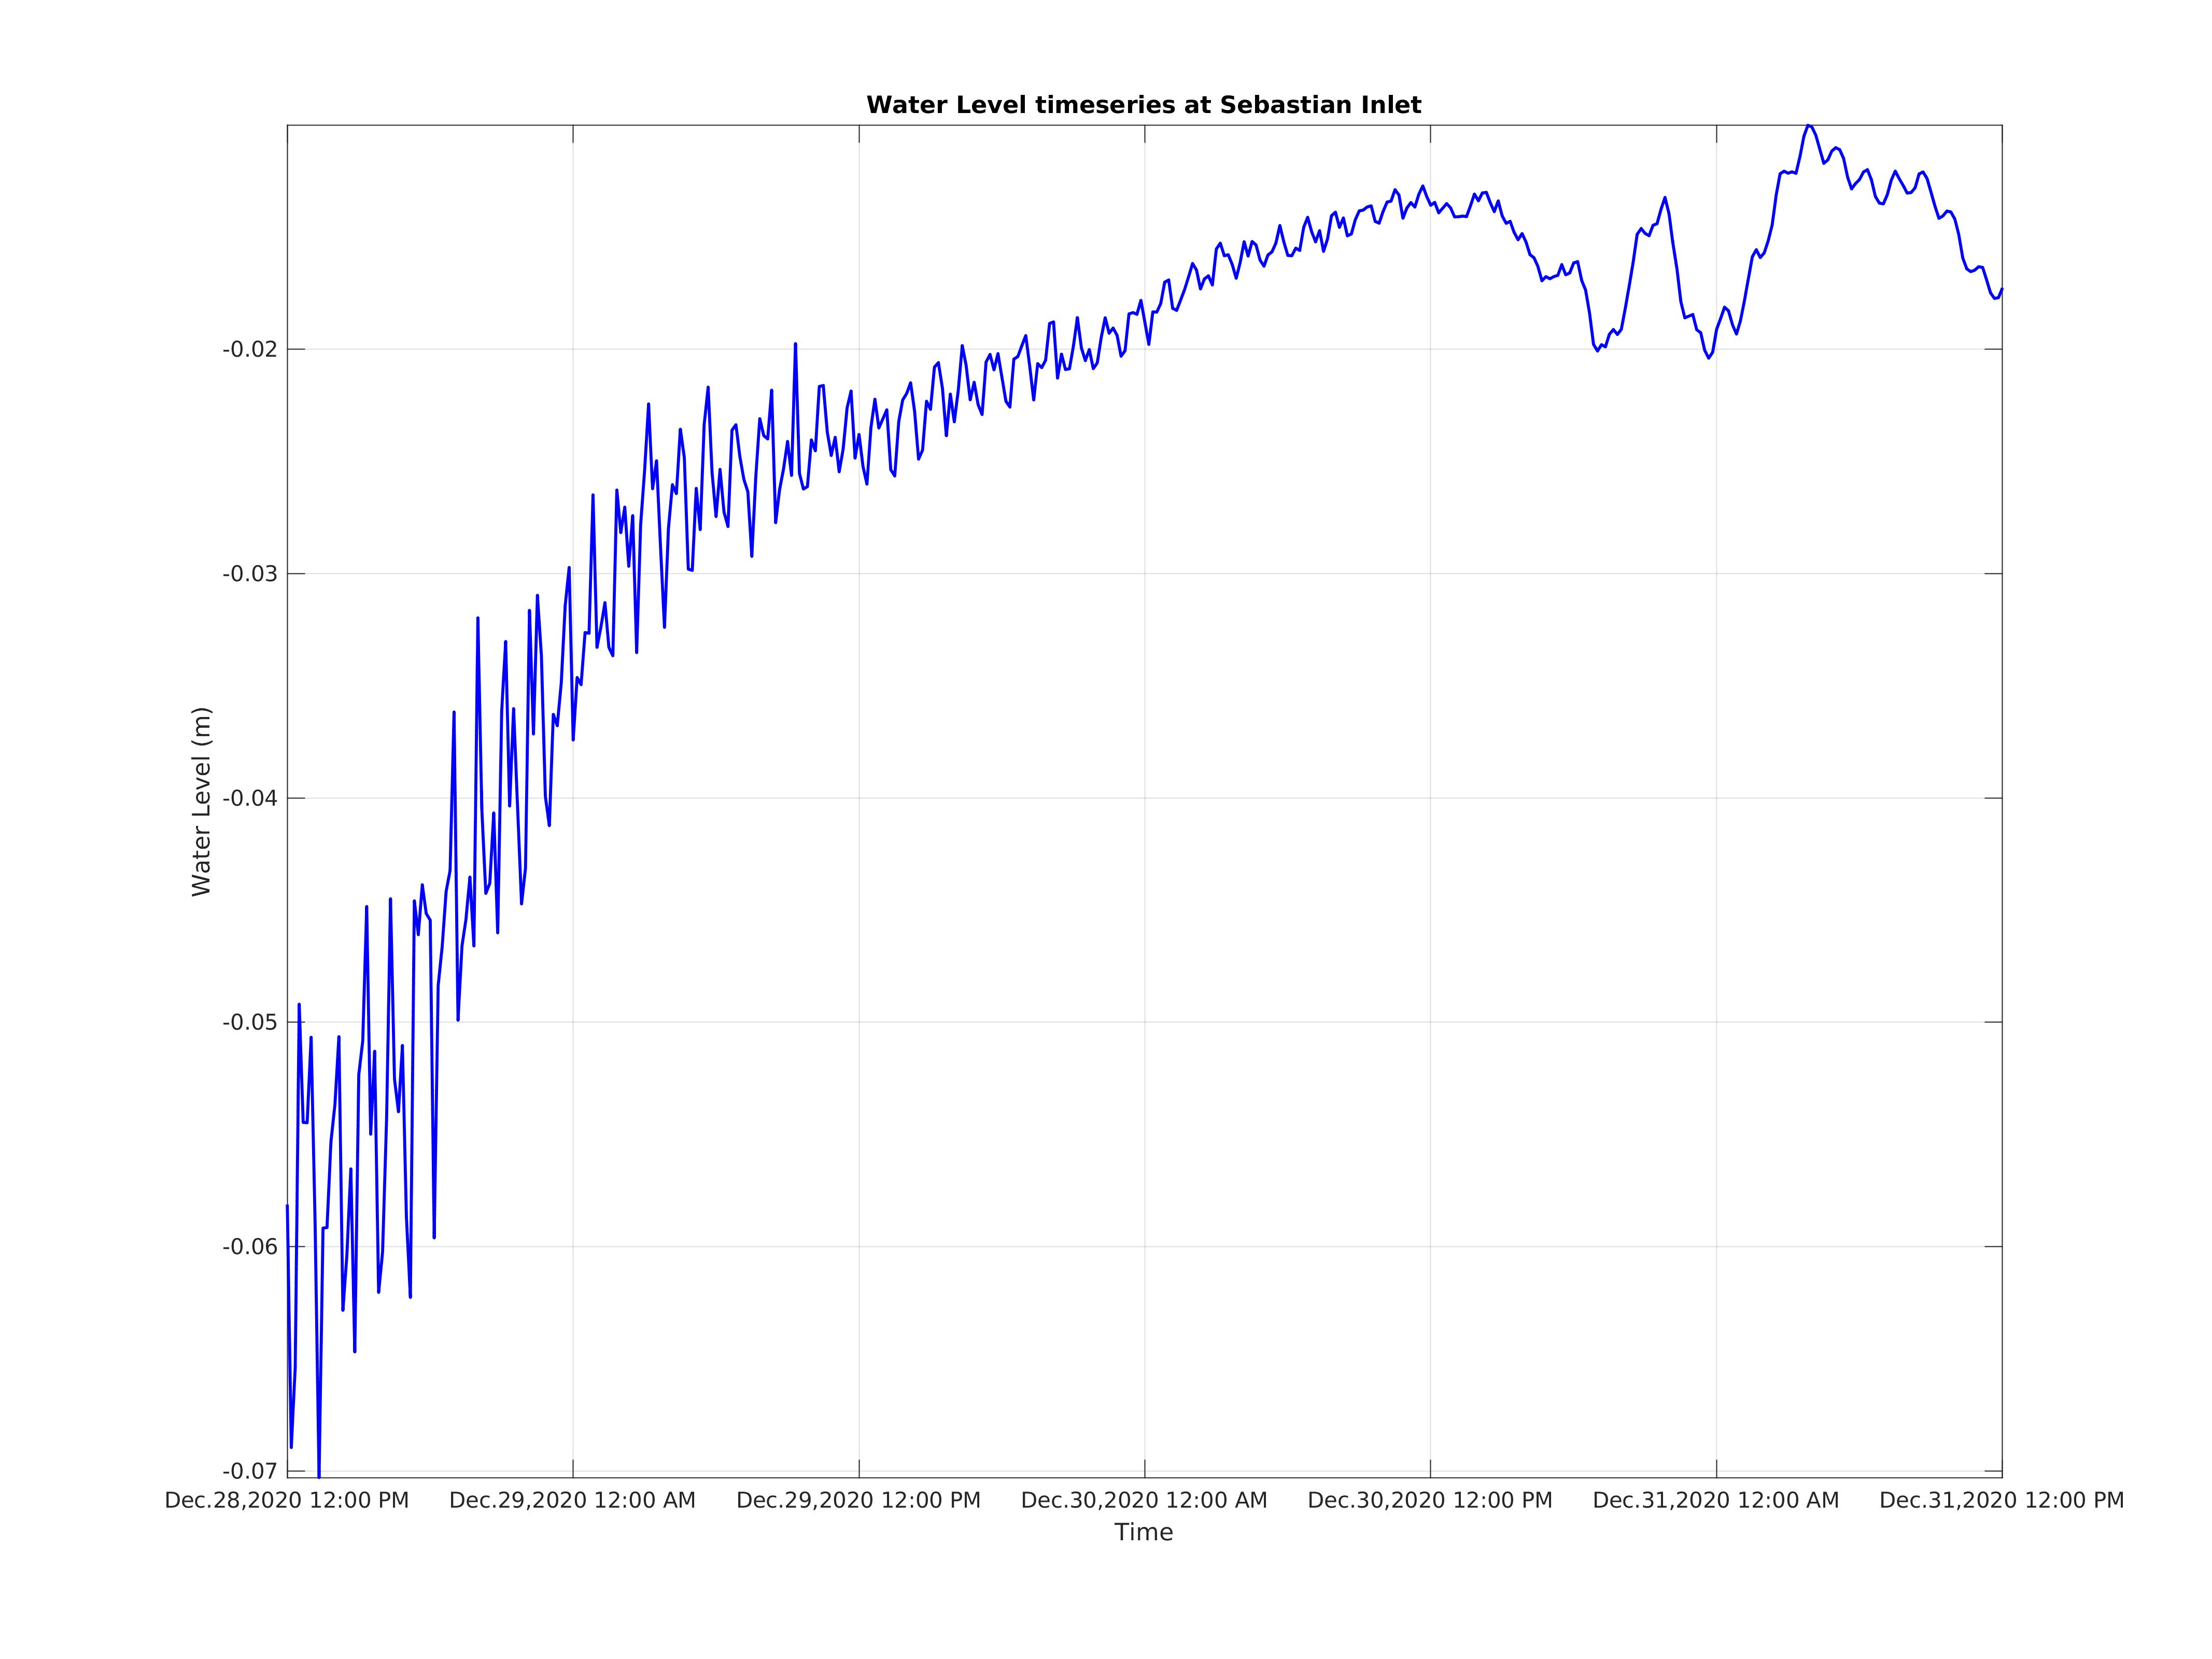 Water Level timeseries at Sebastian Inlet
Water Level (m)
-0.02
-0.03
-0.04
-0.05
-0.06
-0.07
Dec.28,2020 12:00 PM
Dec.29,2020 12:00 AM
Dec.29,2020 12:00 PM
Dec.30,2020 12:00 AM
Dec.30,2020 12:00 PM
Dec.31,2020 12:00 AM
Dec.31,2020 12:00 PM
Time